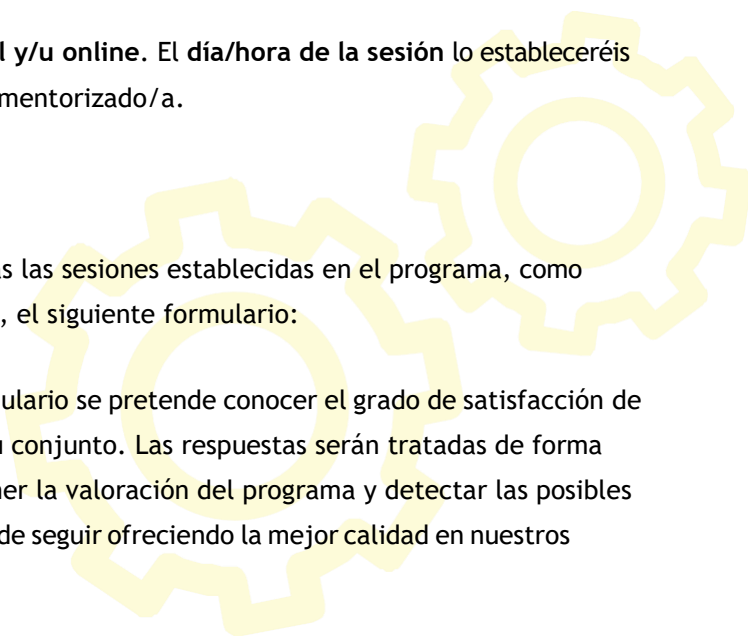 l y/u online. El día/hora de la sesión lo estableceréis
mentorizado/a.
s las sesiones establecidas en el programa, como
, el siguiente formulario:
ulario se pretende conocer el grado de satisfacción de
u conjunto. Las respuestas serán tratadas de forma
er la valoración del programa y detectar las posibles
de seguir ofreciendo la mejor calidad en nuestros